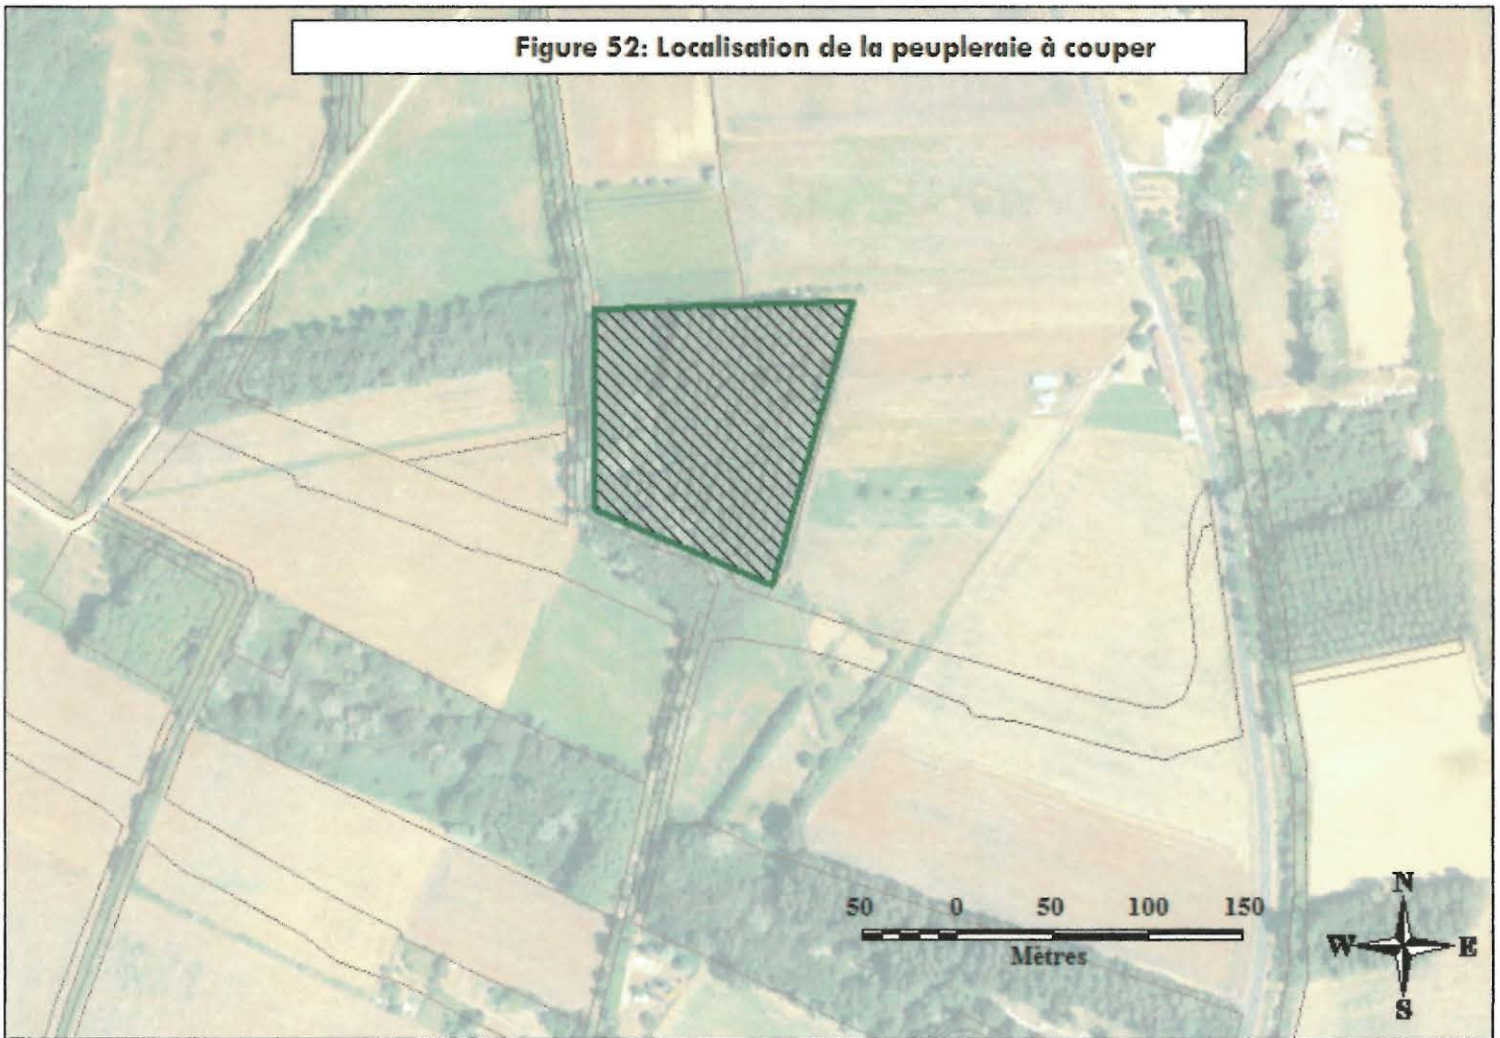 Figure 52: Localisation de la peupleraie à couper
50 0 50 100 150
Mètres
N
W E
S